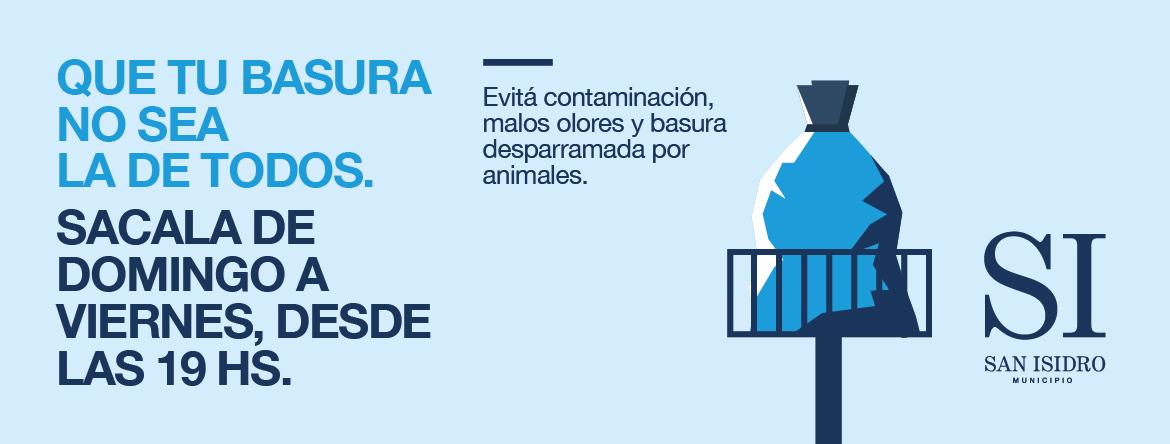 QUE TU BASURA
NO SEA
LA DE TODOS.
SACALA DE
DOMINGO A
VIERNES, DESDE
LAS 19 HS.
Evitá contaminación,
malos olores y basura
desparramada por
animales.
SI
SAN ISIDRO
MUNICIPIO